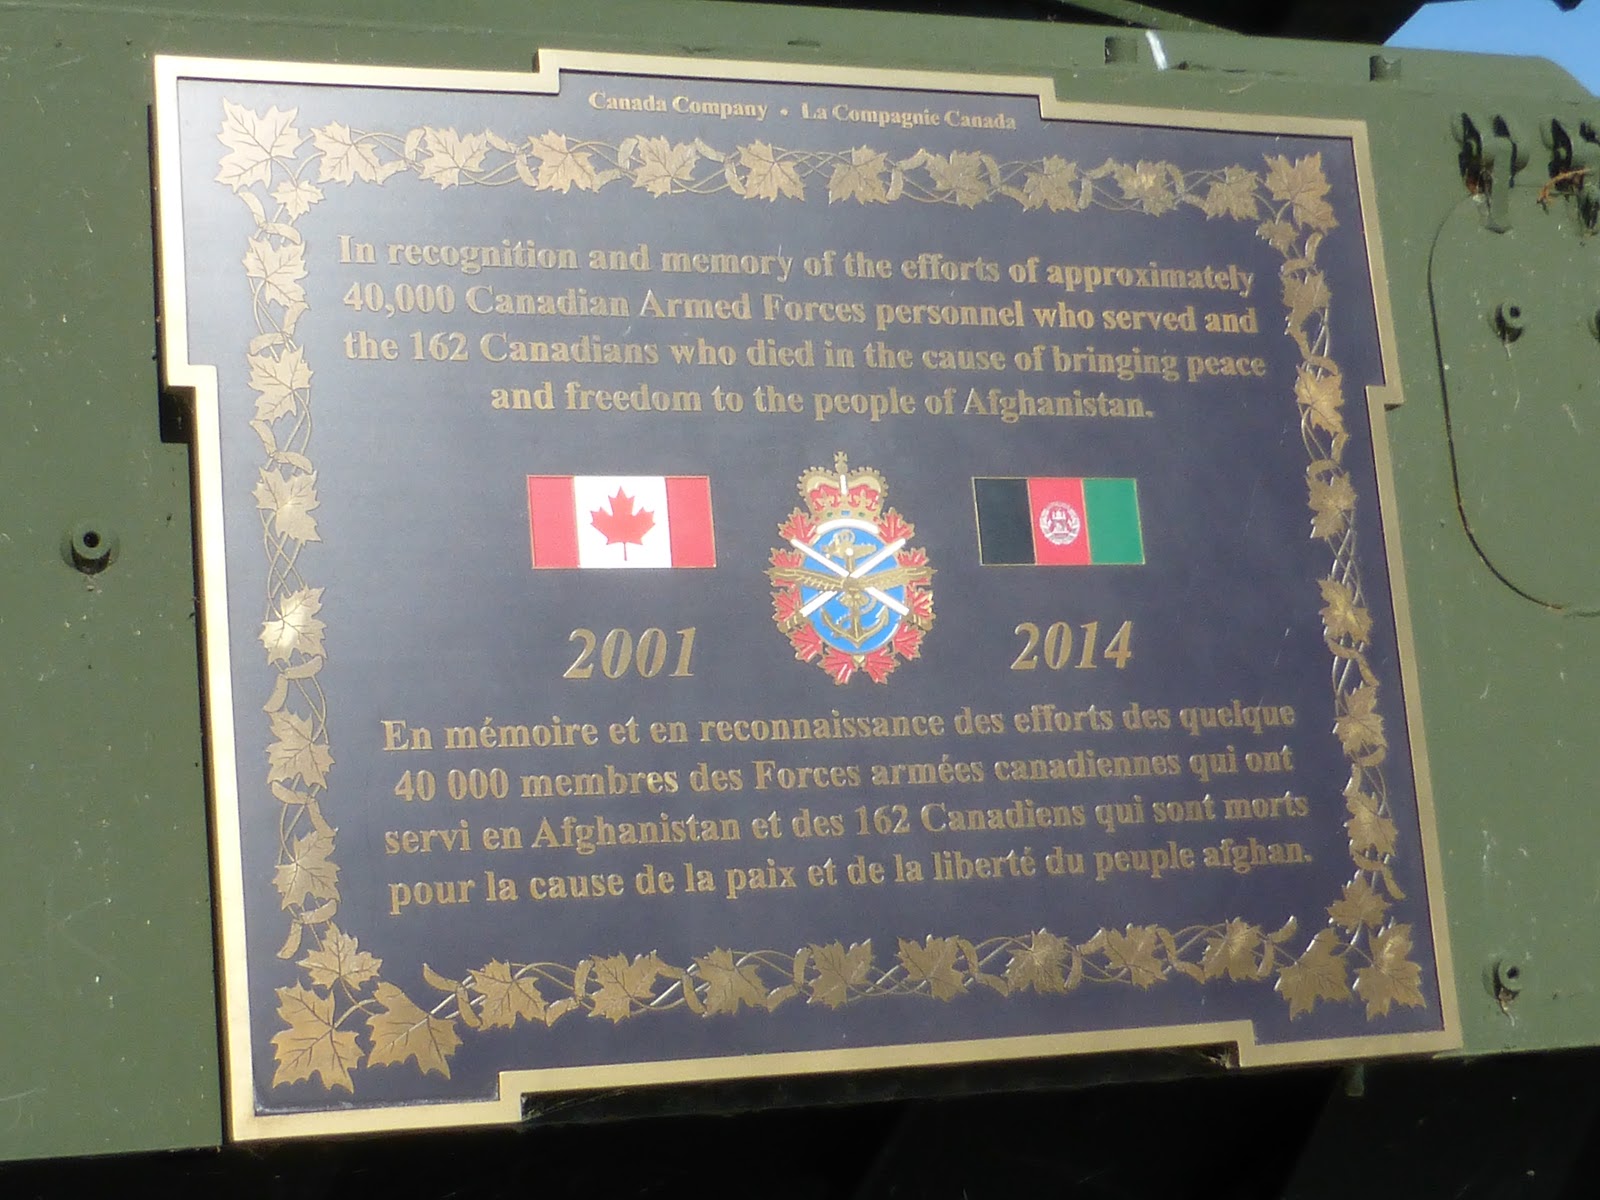 Canada Company • La Compagnie Canada
In recognition and memory of the efforts of approximately
40,000 Canadian Armed Forces personnel who served and
the 162 Canadians who died in the cause of bringing peace
and freedom to the people of Afghanistan.
2001 2014
En mémoire et en reconnaissance des efforts des quelque
40 000 membres des Forces armées canadiennes qui ont
servi en Afghanistan et des 162 Canadiens qui sont morts
pour la cause de la paix et de la liberté du peuple afghan.